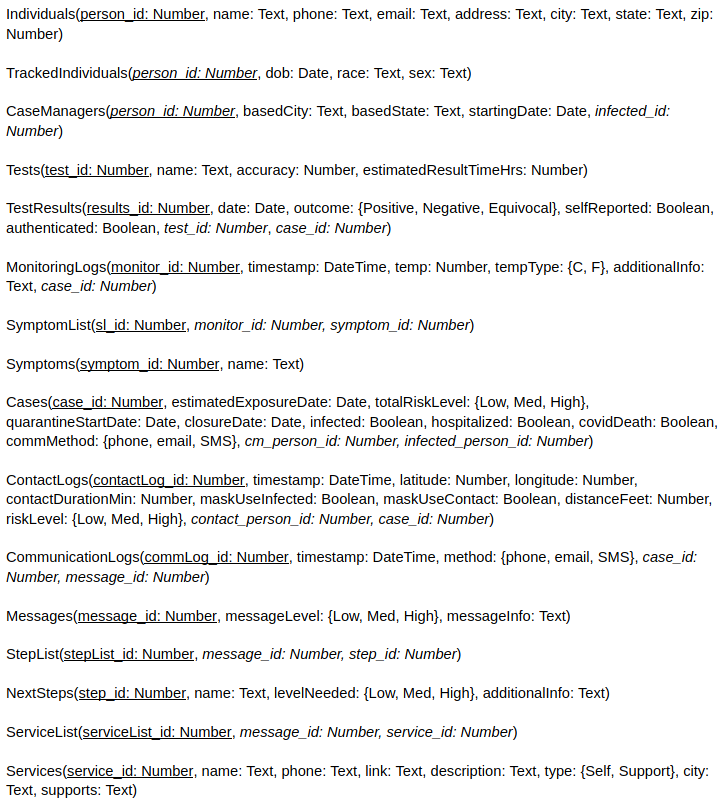 Individuals(person_id: Number, name: Text, phone: Text, email: Text, address: Text, city: Text, state: Text, zip:
Number)
TrackedIndividuals(person_id: Number, dob: Date, race: Text, sex: Text)
CaseManagers(person_id: Number, basedCity: Text, basedState: Text, startingDate: Date, infected_id:
Number)
Tests(test_id: Number, name: Text, accuracy: Number, estimatedResultTimeHrs: Number)
TestResults(results_id: Number, date: Date, outcome: {Positive, Negative, Equivocal}, selfReported: Boolean,
authenticated: Boolean, test_id: Number, case_id: Number)
MonitoringLogs(monitor_id: Number, timestamp: DateTime, temp: Number, tempType: {C, F}, additionalInfo:
Text, case_id: Number)
SymptomList(sl_id: Number, monitor_id: Number, symptom_id: Number)
Symptoms(symptom_id: Number, name: Text)
Cases(case_id: Number, estimatedExposureDate: Date, totalRiskLevel: {Low, Med, High},
quarantineStartDate: Date, closureDate: Date, infected: Boolean, hospitalized: Boolean, covidDeath: Boolean,
commMethod: {phone, email, SMS}, cm_person_id: Number, infected_person_id: Number)
ContactLogs(contactLog_id: Number, timestamp: DateTime, latitude: Number, longitude: Number,
contactDurationMin: Number, maskUseInfected: Boolean, maskUseContact: Boolean, distanceFeet: Number,
riskLevel: {Low, Med, High}, contact_person_id: Number, case_id: Number)
CommunicationLogs(commLog_id: Number, timestamp: DateTime, method: {phone, email, SMS}, case_id:
Number, message_id: Number)
Messages(message_id: Number, messageLevel: {Low, Med, High}, messageInfo: Text)
StepList(stepList_id: Number, message_id: Number, step_id: Number)
NextSteps(step_id: Number, name: Text, levelNeeded: {Low, Med, High}, additionalInfo: Text)
ServiceList(serviceList_id: Number, message_id: Number, service_id: Number)
Services(service_id: Number, name: Text, phone: Text, link: Text, description: Text, type: {Self, Support}, city:
Text, supports: Text)